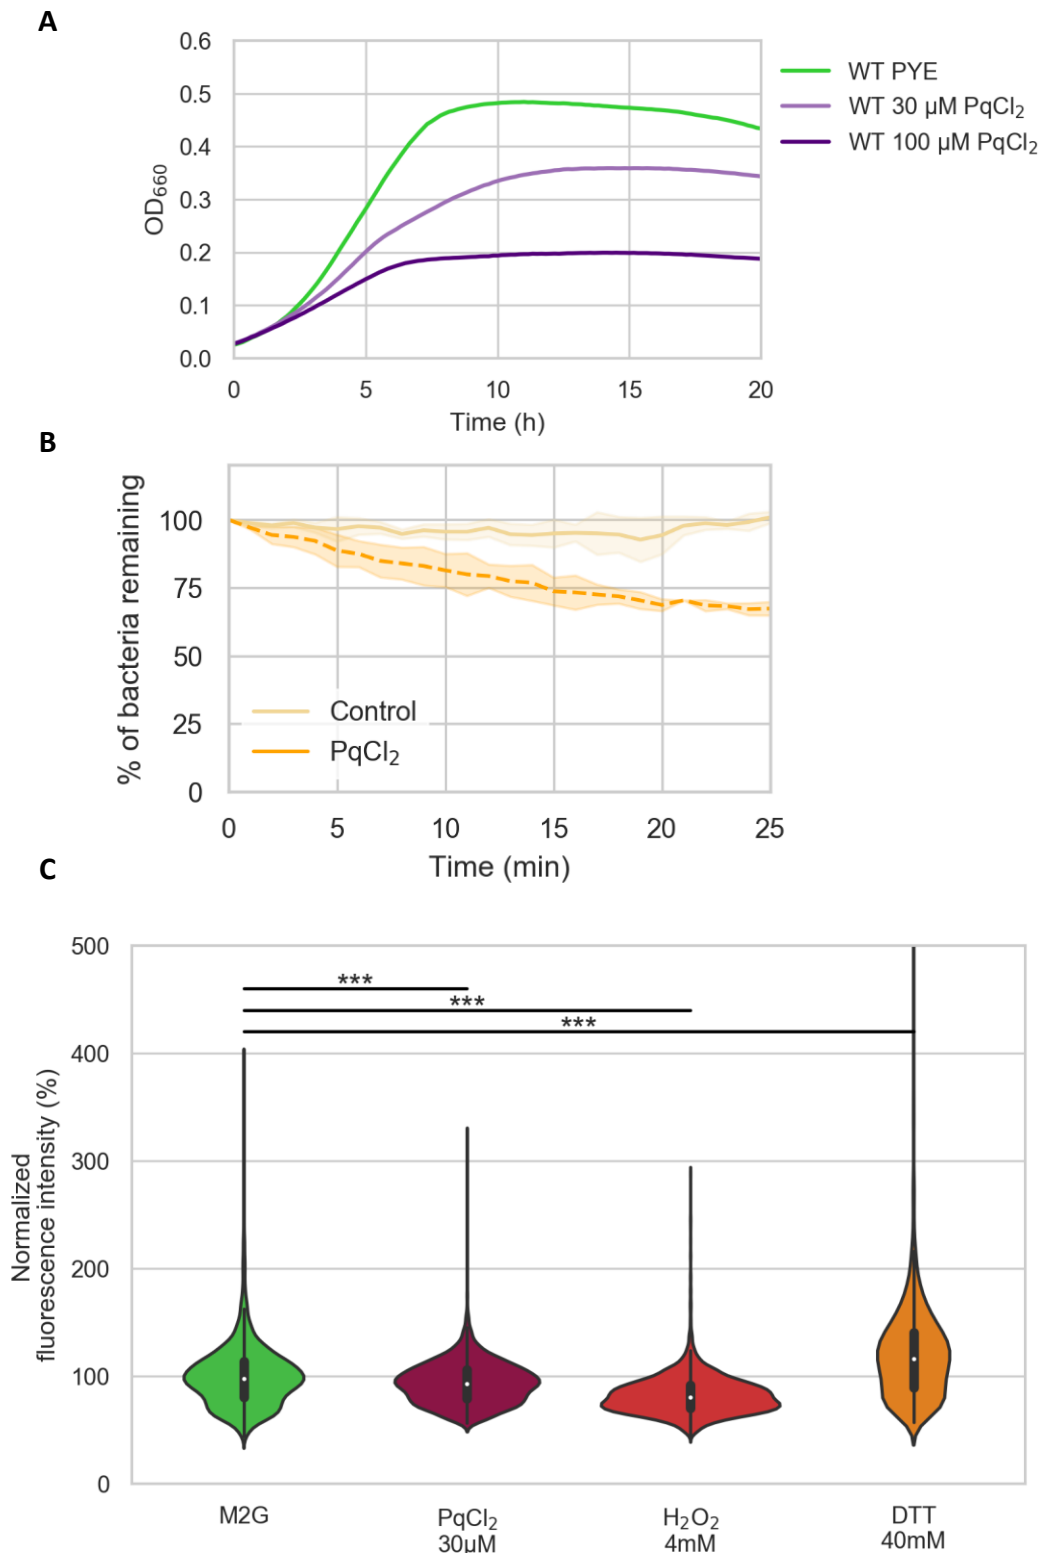 A
0.6
0.5
0.4
0.3
0.2
0.1
0.0
OD660
0 5 10 15 20
Time (h)
WT PYE
WT 30 µM PqCl2
WT 100 µM PqCl2
B
100
75
50
25
0
% of bacteria remaining
Control
PqCl2
0 5 10 15 20 25
Time (min)
C
500
400
300
200
100
0
Normalized
fluorescence intensity (%)
***
***
***
M2G
PqCl2
30µM
H2O2
4mM
DTT
40mM